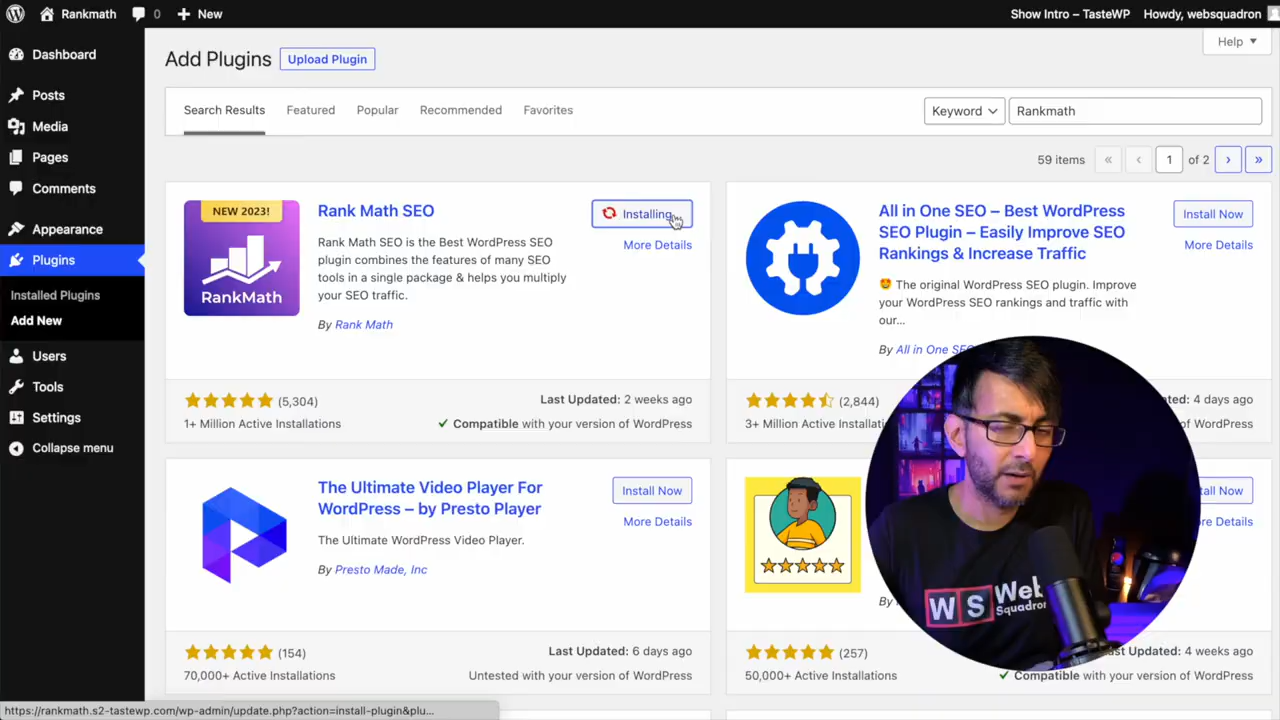 Rankmath
0
New
Show Intro – TasteWP
Howdy, websquadron
Dashboard
Posts
Media
Pages
Comments
Appearance
Plugins
Installed Plugins
Add New
Users
Tools
Settings
Collapse menu
Add Plugins
Upload Plugin
Help
Search Results
Featured
Popular
Recommended
Favorites
Keyword
Rankmath
59 items
«
‹
1
of 2
›
»
NEW 2023!
RankMath
Rank Math SEO
Rank Math SEO is the Best WordPress SEO
plugin combines the features of many SEO
tools in a single package & helps you multiply
your SEO traffic.
By Rank Math
Installing
More Details
(5,304)
1+ Million Active Installations
Last Updated: 2 weeks ago
Compatible with your version of WordPress
All in One SEO – Best WordPress
SEO Plugin – Easily Improve SEO
Rankings & Increase Traffic
🤩 The original WordPress SEO plugin. Improve
your WordPress SEO rankings and traffic with
our...
By All in One SEO
Install Now
More Details
(2,844)
3+ Million Active
4 days ago
WordPress
The Ultimate Video Player For
WordPress – by Presto Player
The Ultimate WordPress Video Player.
By Presto Made, Inc
Install Now
More Details
(154)
70,000+ Active Installations
Last Updated: 6 days ago
Untested with your version of WordPress
By
Now
Details
(257)
50,000+ Active Installations
Updated: 4 weeks ago
Compatible with your version of WordPress
WS
Web
Squadron
https://rankmath.s2-tastewp.com/wp-admin/update.php?action=install-plugin&plu...